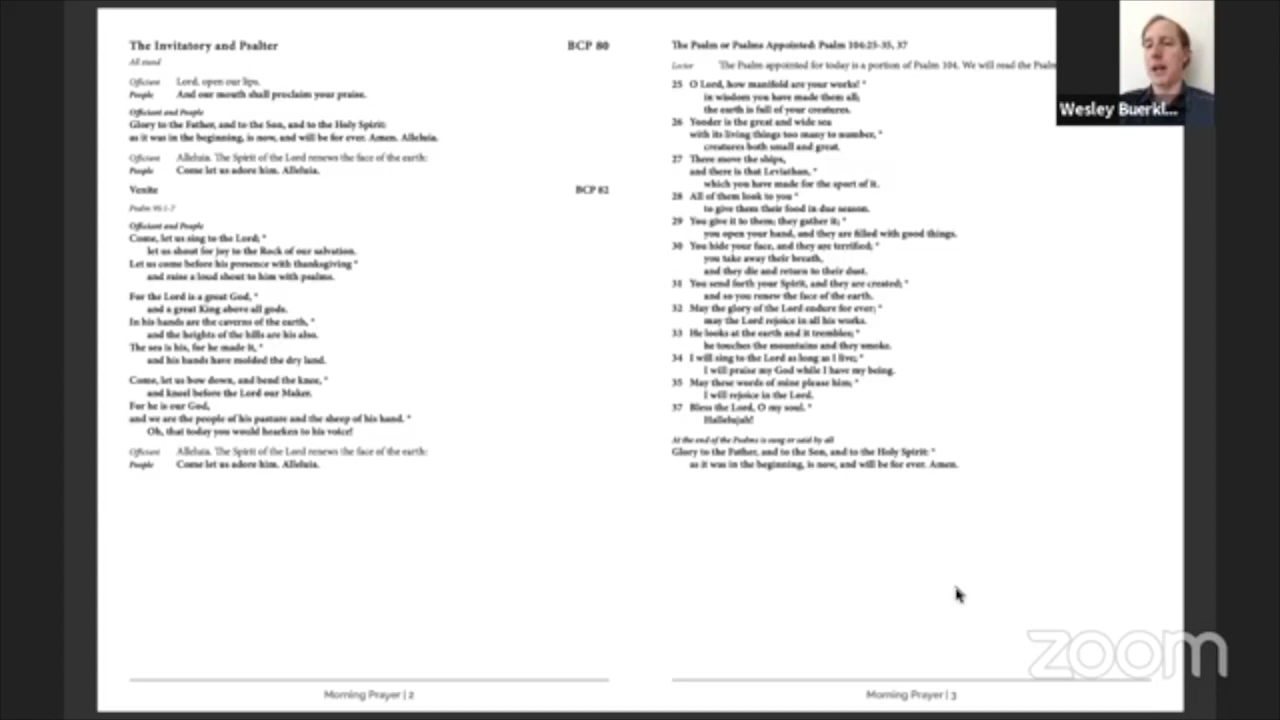 The Invitatory and Psalter BCP 80
All stand
Officiant Lord, open our lips.
People And our mouth shall proclaim your praise.
Officiant and People
Glory to the Father, and to the Son, and to the Holy Spirit:
as it was in the beginning, is now, and will be for ever. Amen. Alleluia.
Officiant Alleluia. The Spirit of the Lord renews the face of the earth:
People Come let us adore him. Alleluia.
Venite BCP 82
Psalm 95:1-7
Officiant and People
Come, let us sing to the Lord; *
let us shout for joy to the Rock of our salvation.
Let us come before his presence with thanksgiving *
and raise a loud shout to him with psalms.
For the Lord is a great God, *
and a great King above all gods.
In his hands are the caverns of the earth, *
and the heights of the hills are his also.
The sea is his, for he made it, *
and his hands have molded the dry land.
Come, let us bow down, and bend the knee, *
and kneel before the Lord our Maker.
For he is our God,
and we are the people of his pasture and the sheep of his hand. *
Oh, that today you would hearken to his voice!
Officiant Alleluia. The Spirit of the Lord renews the face of the earth:
People Come let us adore him. Alleluia.
Morning Prayer | 2
The Psalm or Psalms Appointed: Psalm 104:25-35, 37
Lector The Psalm appointed for today is a portion of Psalm 104. We will read the Psalm
25 O Lord, how manifold are your works! *
in wisdom you have made them all;
the earth is full of your creatures.
26 Yonder is the great and wide sea
with its living things too many to number, *
creatures both small and great.
27 There move the ships,
and there is that Leviathan, *
which you have made for the sport of it.
28 All of them look to you *
to give them their food in due season.
29 You give it to them; they gather it; *
you open your hand, and they are filled with good things.
30 You hide your face, and they are terrified; *
you take away their breath,
and they die and return to their dust.
31 You send forth your Spirit, and they are created; *
and so you renew the face of the earth.
32 May the glory of the Lord endure for ever; *
may the Lord rejoice in all his works.
33 He looks at the earth and it trembles; *
he touches the mountains and they smoke.
34 I will sing to the Lord as long as I live; *
I will praise my God while I have my being.
35 May these words of mine please him; *
I will rejoice in the Lord.
37 Bless the Lord, O my soul. *
Hallelujah!
At the end of the Psalms is sung or said by all
Glory to the Father, and to the Son, and to the Holy Spirit: *
as it was in the beginning, is now, and will be for ever. Amen.
Morning Prayer | 3
Wesley Buerkl...
zoom